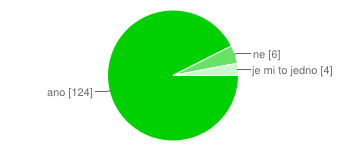 ne [6]
je mi to jedno [4]
ano [124]